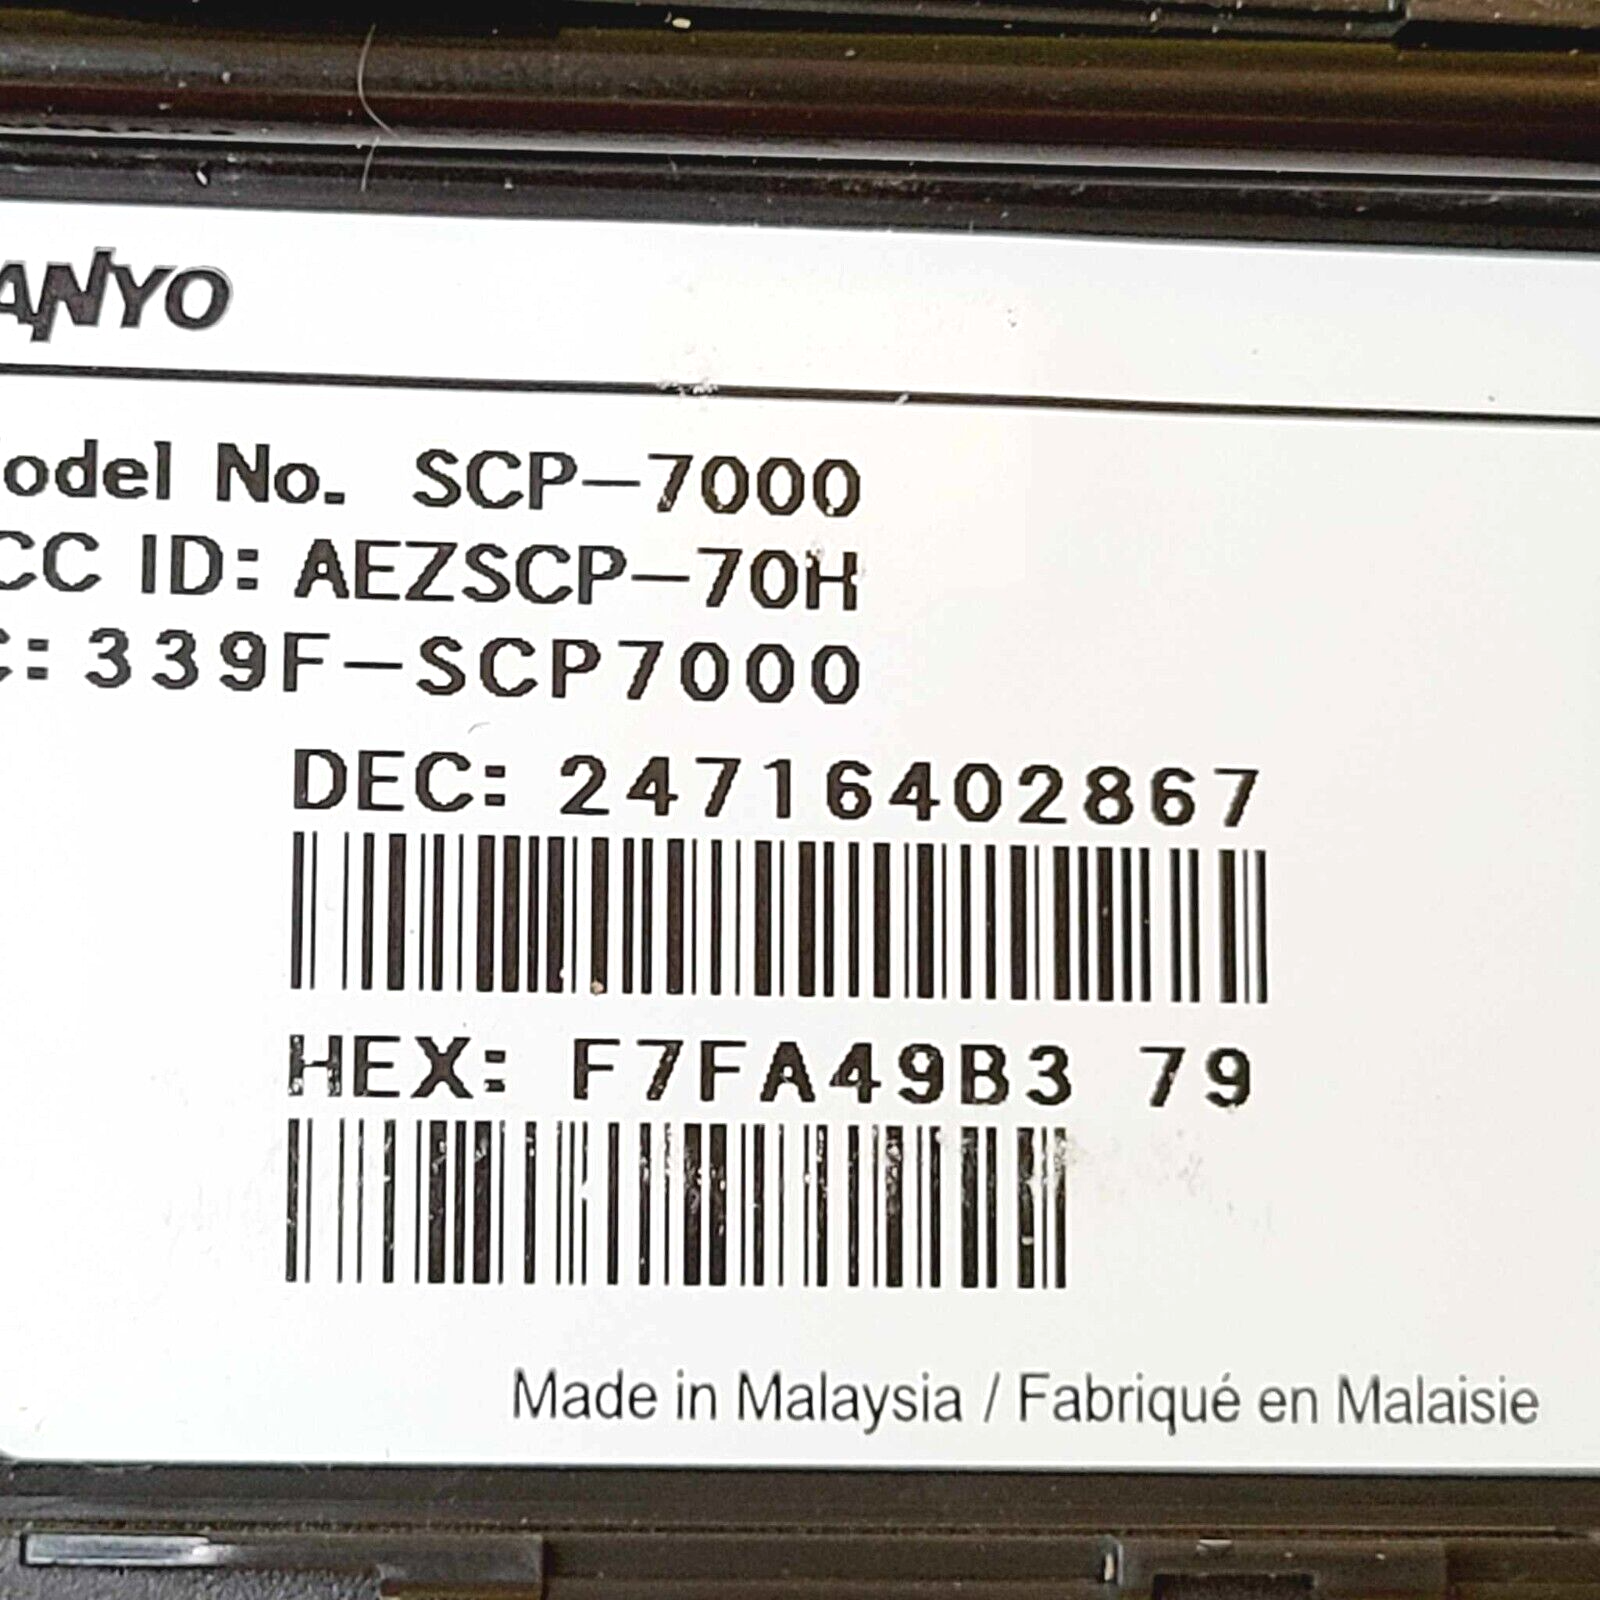 ANYO
odel No. SCP-7000
CC ID: AEZSCP-70H
C: 339F-SCP7000
DEC: 24716402867
HEX: F7FA49B3 79
Made in Malaysia / Fabriqué en Malaisie